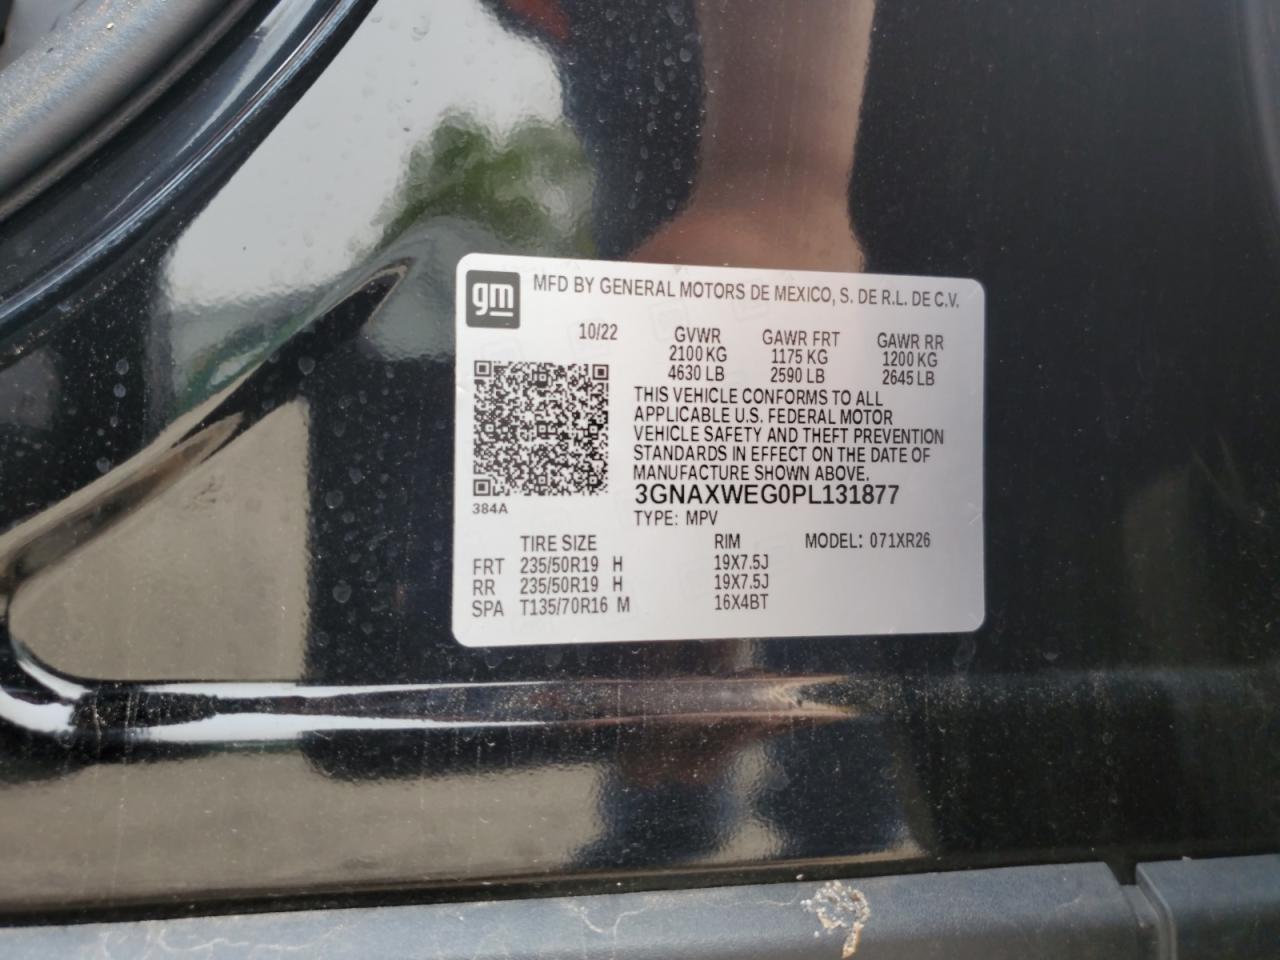 gm MFD BY GENERAL MOTORS DE MEXICO, S. DE R.L. DE C.V.
10/22 GVWR GAWR FRT GAWR RR
2100 KG 1175 KG 1200 KG
4630 LB 2590 LB 2645 LB
THIS VEHICLE CONFORMS TO ALL
APPLICABLE U.S. FEDERAL MOTOR
VEHICLE SAFETY AND THEFT PREVENTION
STANDARDS IN EFFECT ON THE DATE OF
MANUFACTURE SHOWN ABOVE.
3GNAXWEG0PL131877
384A
TYPE: MPV
TIRE SIZE RIM MODEL: 071XR26
FRT 235/50R19 H 19X7.5J
RR 235/50R19 H 19X7.5J
SPA T135/70R16 M 16X4BT